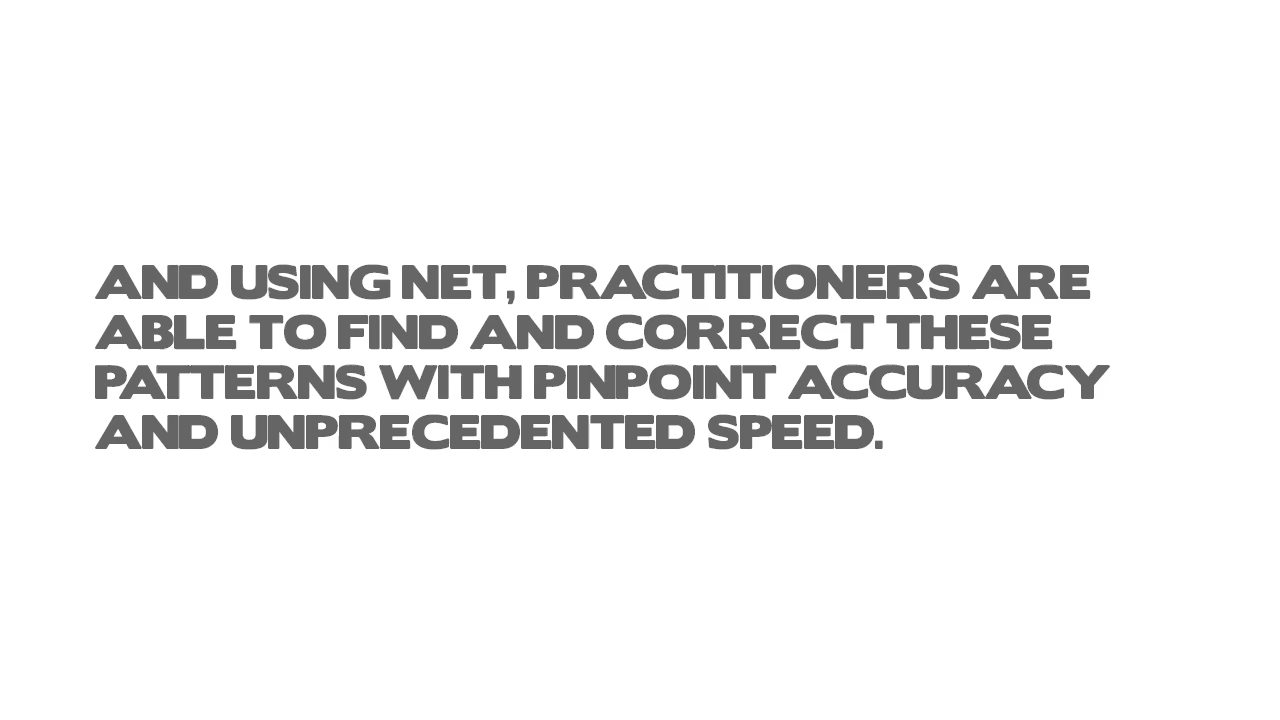 AND USING NET, PRACTITIONERS ARE
ABLE TO FIND AND CORRECT THESE
PATTERNS WITH PINPOINT ACCURACY
AND UNPRECEDENTED SPEED.